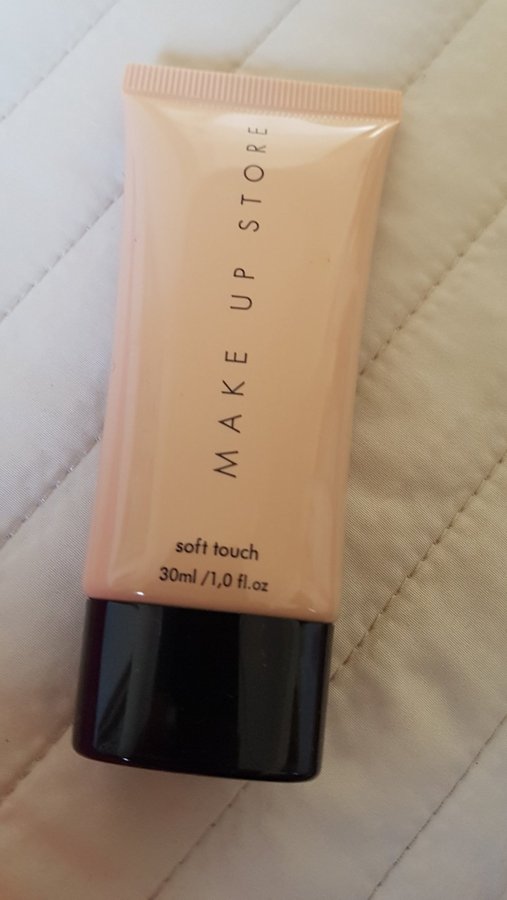 MAKE UP STORE
soft touch
30ml /1,0 fl.oz